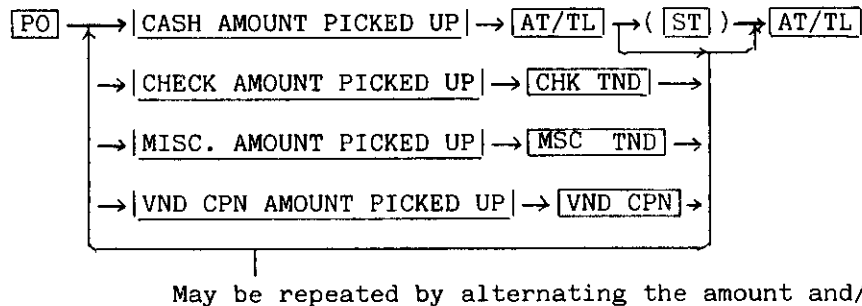 PO CASH AMOUNT PICKED UP AT/TL ( ST ) AT/TL
CHECK AMOUNT PICKED UP CHK TND
MISC. AMOUNT PICKED UP MSC TND
VND CPN AMOUNT PICKED UP VND CPN
May be repeated by alternating the amount and/